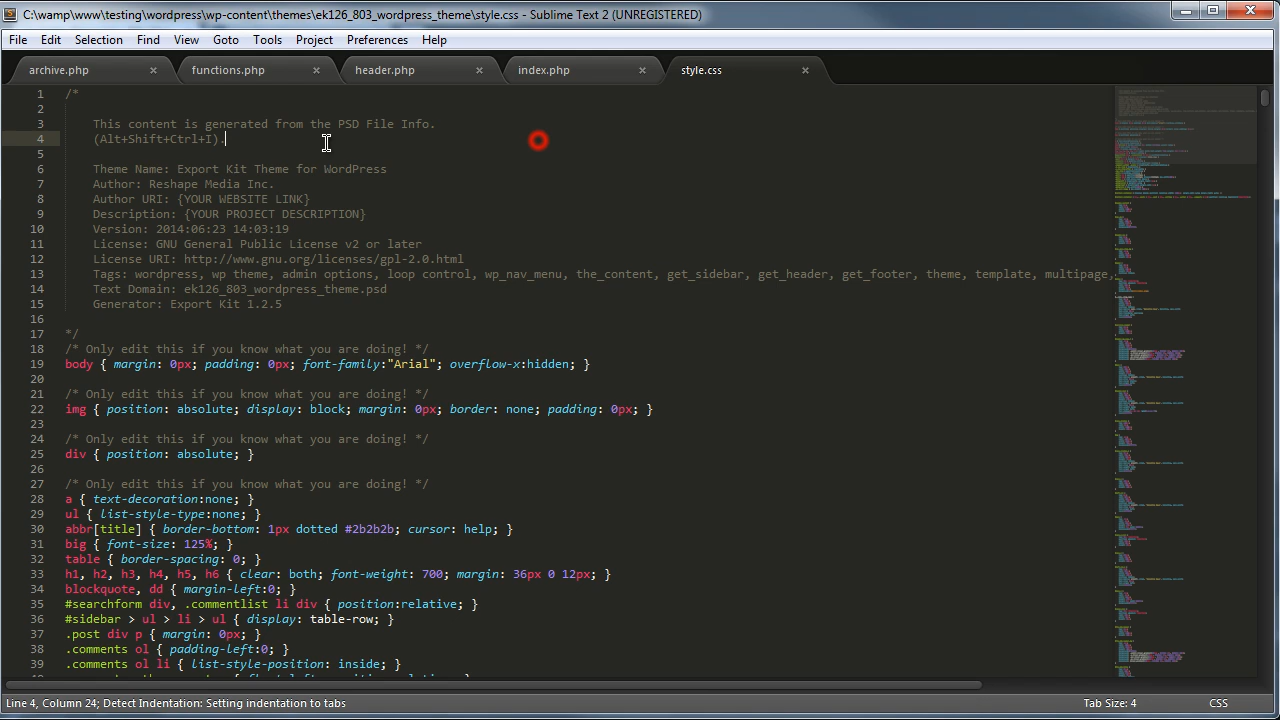 C:\wamp\www\testing\wordpress\wp-content\themes\ek126_803_wordpress_theme\style.css - Sublime Text 2 (UNREGISTERED)
File Edit Selection Find View Goto Tools Project Preferences Help
archive.php functions.php header.php index.php style.css
1 /*
2
3 This content is generated from the PSD File Info.
4 (Alt+Shift+Ctrl+I).
5
6 Theme Name: Export Kit Theme for WordPress
7 Author: Reshape Media Inc.
8 Author URI: {YOUR WEBSITE LINK}
9 Description: {YOUR PROJECT DESCRIPTION}
10 Version: 2014:06:23 14:03:19
11 License: GNU General Public License v2 or later
12 License URI: http://www.gnu.org/licenses/gpl-2.0.html
13 Tags: wordpress, wp theme, admin options, loop control, wp_nav_menu, the_content, get_sidebar, get_header, get_footer, theme, template, multipage,
14 Text Domain: ek126_803_wordpress_theme.psd
15 Generator: Export Kit 1.2.5
16
17 */
18 /* Only edit this if you know what you are doing! */
19 body { margin: 0px; padding: 0px; font-family:"Arial"; overflow-x:hidden; }
20
21 /* Only edit this if you know what you are doing! */
22 img { position: absolute; display: block; margin: 0px; border: none; padding: 0px; }
23
24 /* Only edit this if you know what you are doing! */
25 div { position: absolute; }
26
27 /* Only edit this if you know what you are doing! */
28 a { text-decoration:none; }
29 ul { list-style-type:none; }
30 abbr[title] { border-bottom: 1px dotted #2b2b2b; cursor: help; }
31 big { font-size: 125%; }
32 table { border-spacing: 0;
33 h1, h2, h3, h4, h5, h6 { clear: both; font-weight: 700; margin: 36px 0 12px; }
34 blockquote, dd { margin-left:0; }
35 #searchform div, .commentlist li div { position:relative; }
36 #sidebar > ul > li > ul { display: table-row; }
37 .post div p { margin: 0px; }
38 .comments ol { padding-left:0; }
39 .comments ol li { list-style-position: inside; }
Line 4, Column 24; Detect Indentation: Setting indentation to tabs Tab Size: 4 CSS